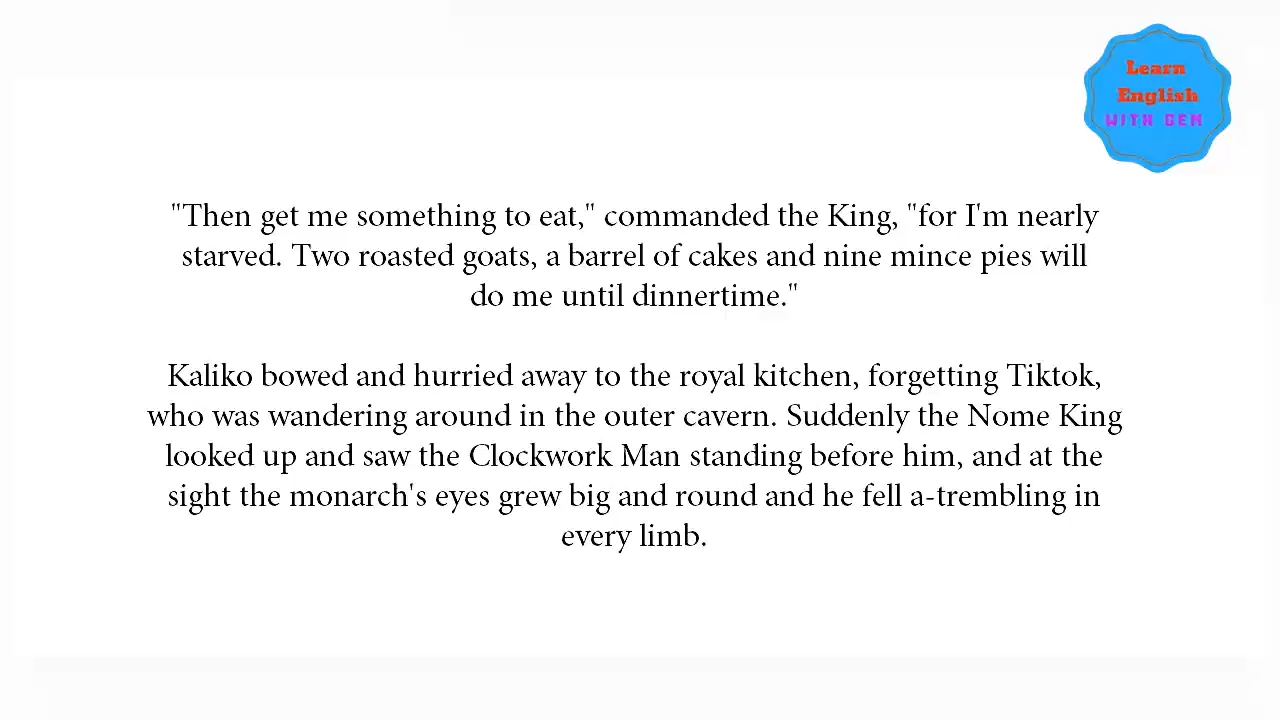 Learn
English
WITH GEM
"Then get me something to eat," commanded the King, "for I'm nearly
starved. Two roasted goats, a barrel of cakes and nine mince pies will
do me until dinnertime."
Kaliko bowed and hurried away to the royal kitchen, forgetting Tiktok,
who was wandering around in the outer cavern. Suddenly the Nome King
looked up and saw the Clockwork Man standing before him, and at the
sight the monarch's eyes grew big and round and he fell a-trembling in
every limb.